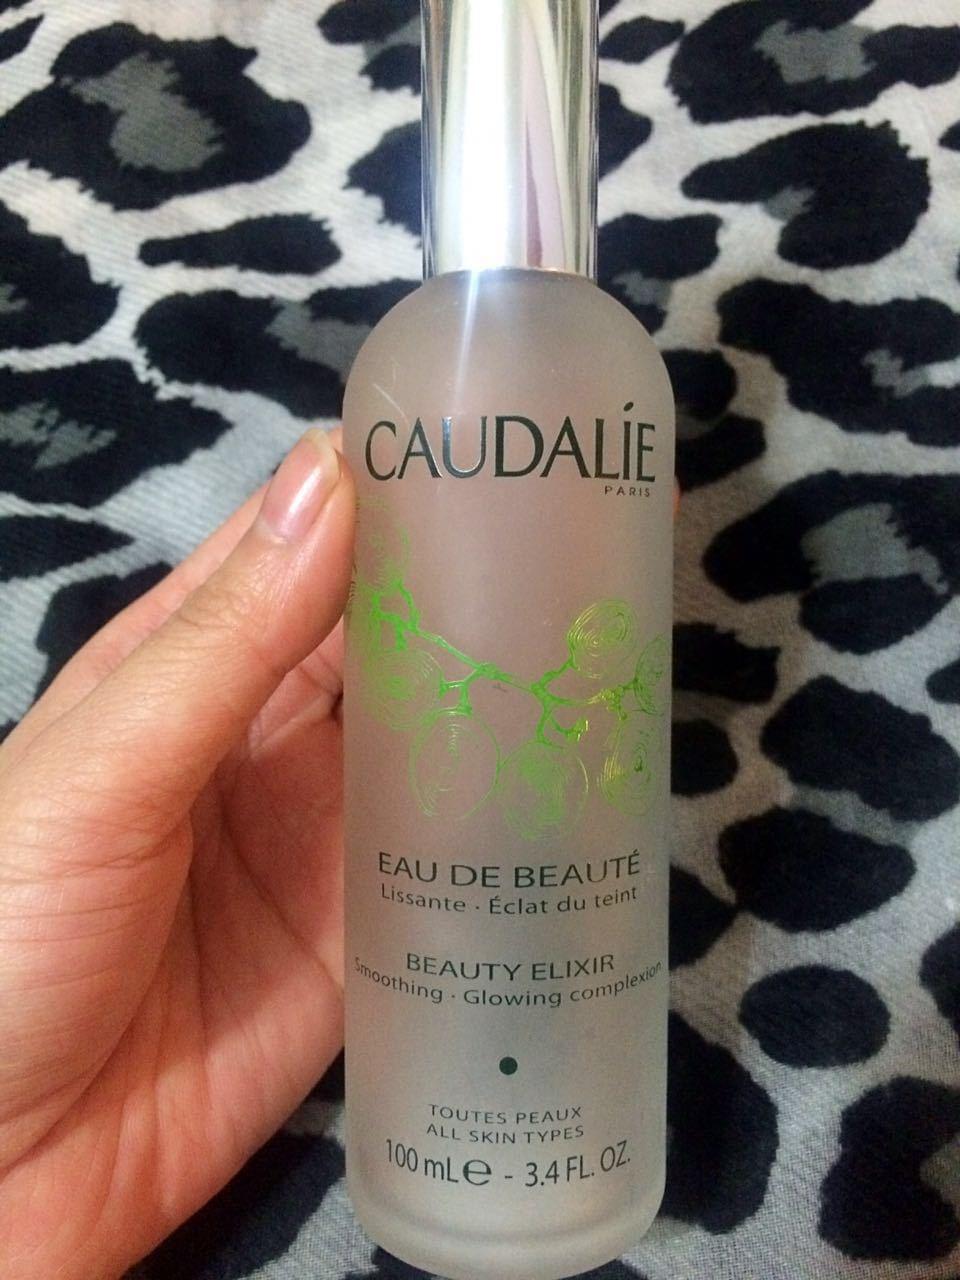 CAUDALÍE
PARIS
EAU DE BEAUTÉ
Lissante · Éclat du teint
BEAUTY ELIXIR
Smoothing · Glowing complexion
TOUTES PEAUX
ALL SKIN TYPES
100 mL ℮ - 3.4 FL. OZ.